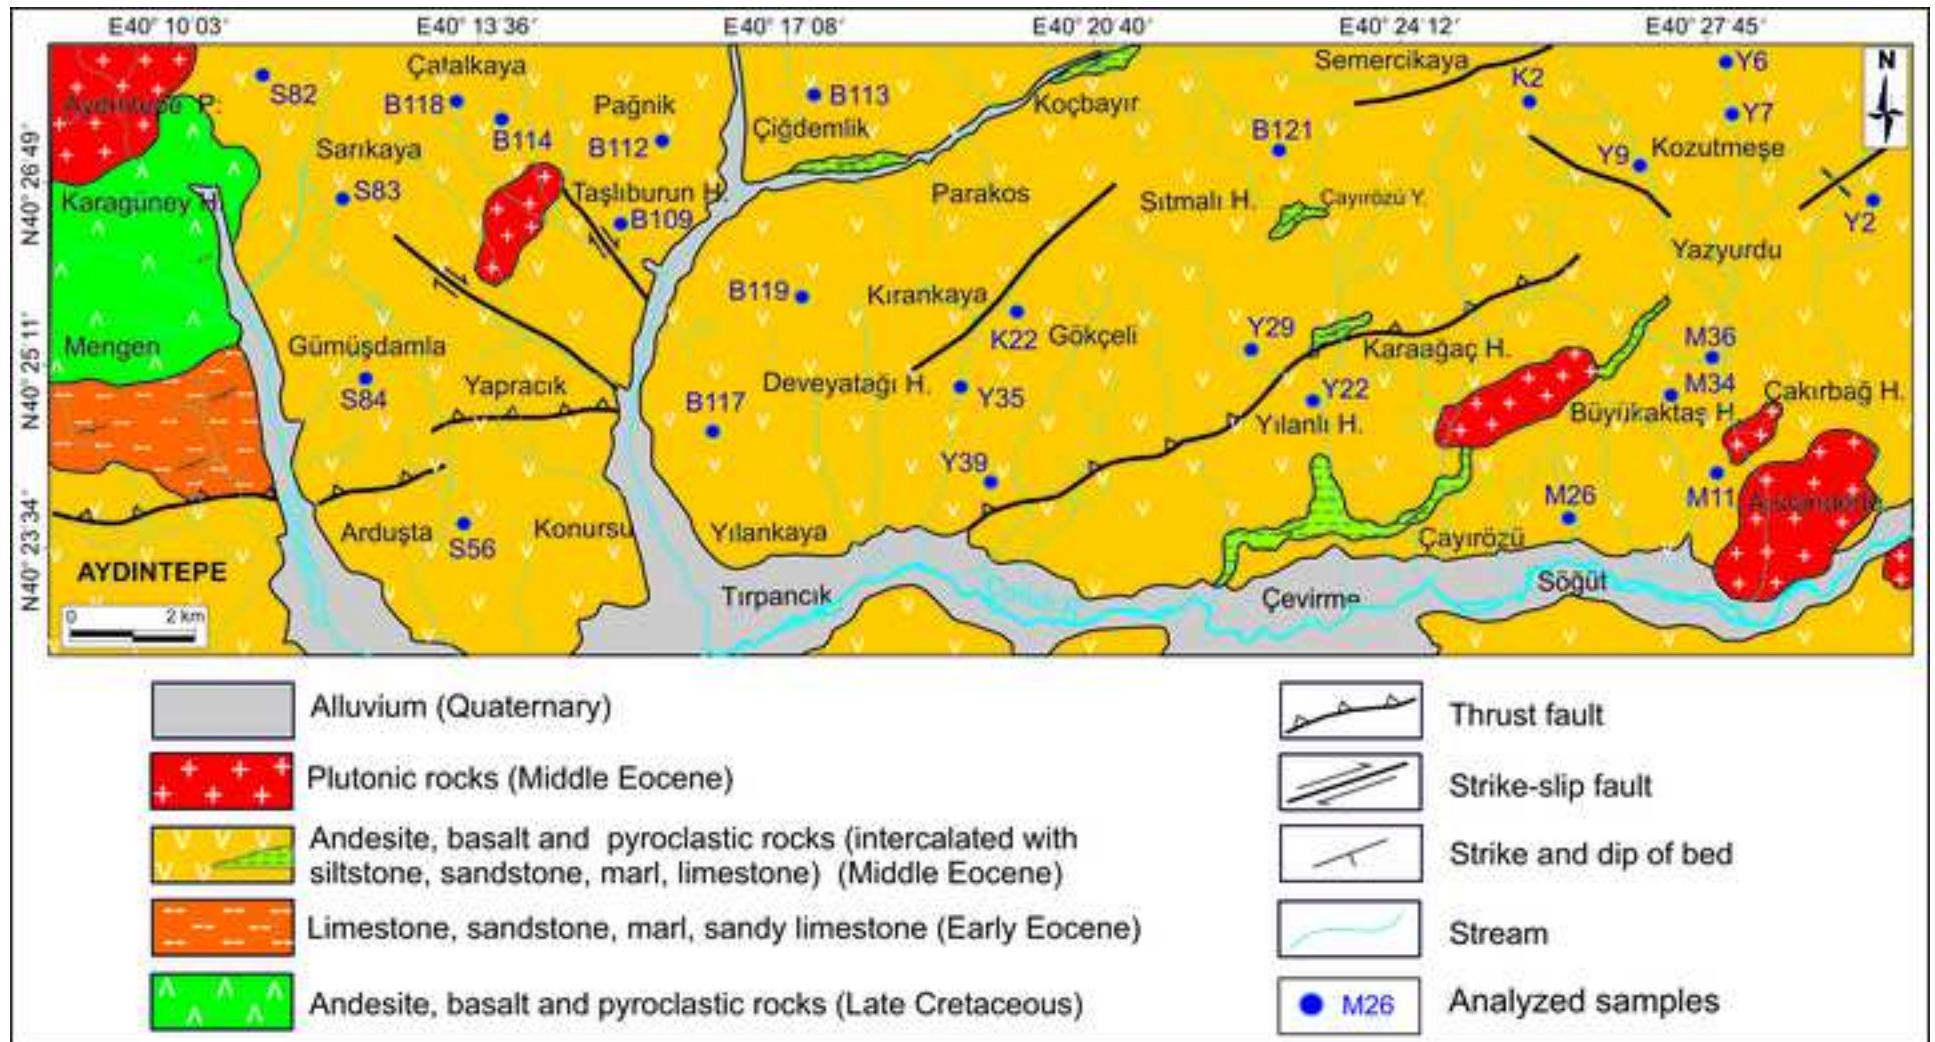 E40° 10 03´ E40° 13´ 36´ E40° 17´ 08´ E40° 20´ 40´ E40° 24´ 12´ E40° 27´ 45´
N40° 26´ 49´
N40° 25´ 11´
N40° 23´ 34´
N
Çatalkaya
Semercikaya
Y6
S82
B118
Pağnik
B113
Koçbayır
K2
Aydıntepe P.
B114
Çiğdemlik
B121
Y7
Sarıkaya
B112
Y9
Kozutmeşe
Karagüney H.
S83
Taşlıburun H.
Parakos
Sıtmalı H.
Çayırözü Y.
B109
Y2
Yazyurdu
B119
Kırankaya
Mengen
Gümüşdamla
K22
Gökçeli
Y29
Karaağaç H.
M36
S84
Yapracık
Deveyatağı H.
Y35
Y22
M34
Çakırbağ H.
B117
Yılanlı H.
Büyükaktaş H.
Y39
M26
M11
Arduşta
S56
Konursu
Yılankaya
Çayırözü
AYDINTEPE
Tırpancık
Çevirme
Söğüt
0 2 km
Alluvium (Quaternary)
Plutonic rocks (Middle Eocene)
Andesite, basalt and pyroclastic rocks (intercalated with
siltstone, sandstone, marl, limestone) (Middle Eocene)
Limestone, sandstone, marl, sandy limestone (Early Eocene)
Andesite, basalt and pyroclastic rocks (Late Cretaceous)
Thrust fault
Strike-slip fault
Strike and dip of bed
Stream
M26 Analyzed samples